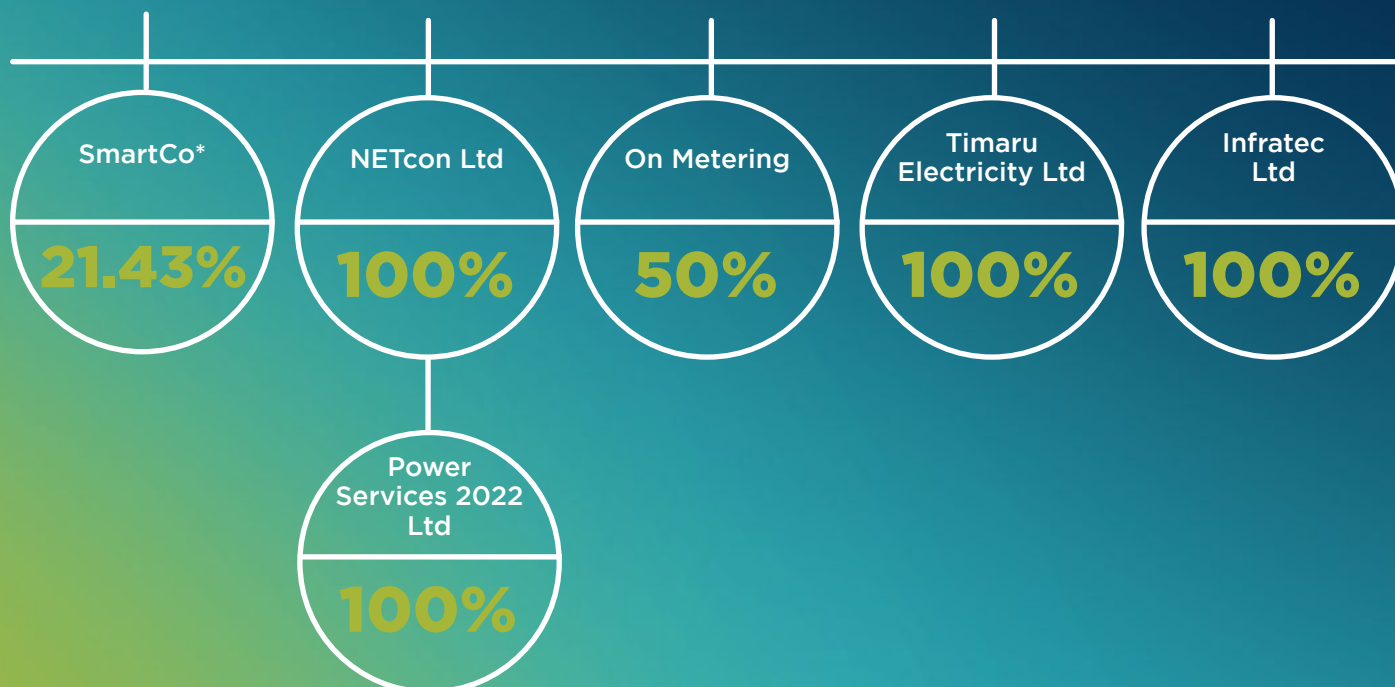 SmartCo*
21.43%
NETcon Ltd
100%
On Metering
50%
Timaru
Electricity Ltd
100%
Infratec
Ltd
100%
Power
Services 2022
Ltd
100%